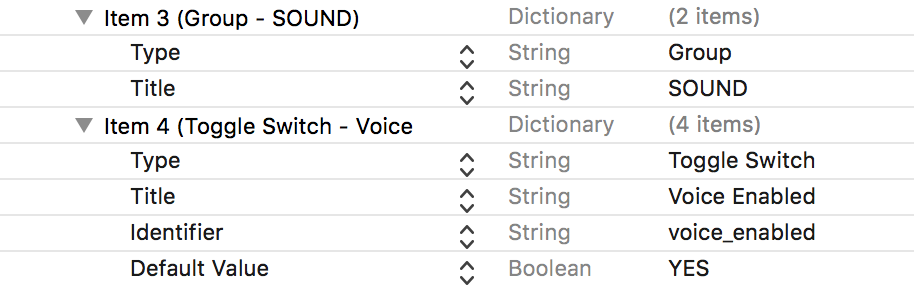 Item 3 (Group - SOUND) Dictionary (2 items)
Type String Group
Title String SOUND
Item 4 (Toggle Switch - Voice Dictionary (4 items)
Type String Toggle Switch
Title String Voice Enabled
Identifier String voice_enabled
Default Value Boolean YES